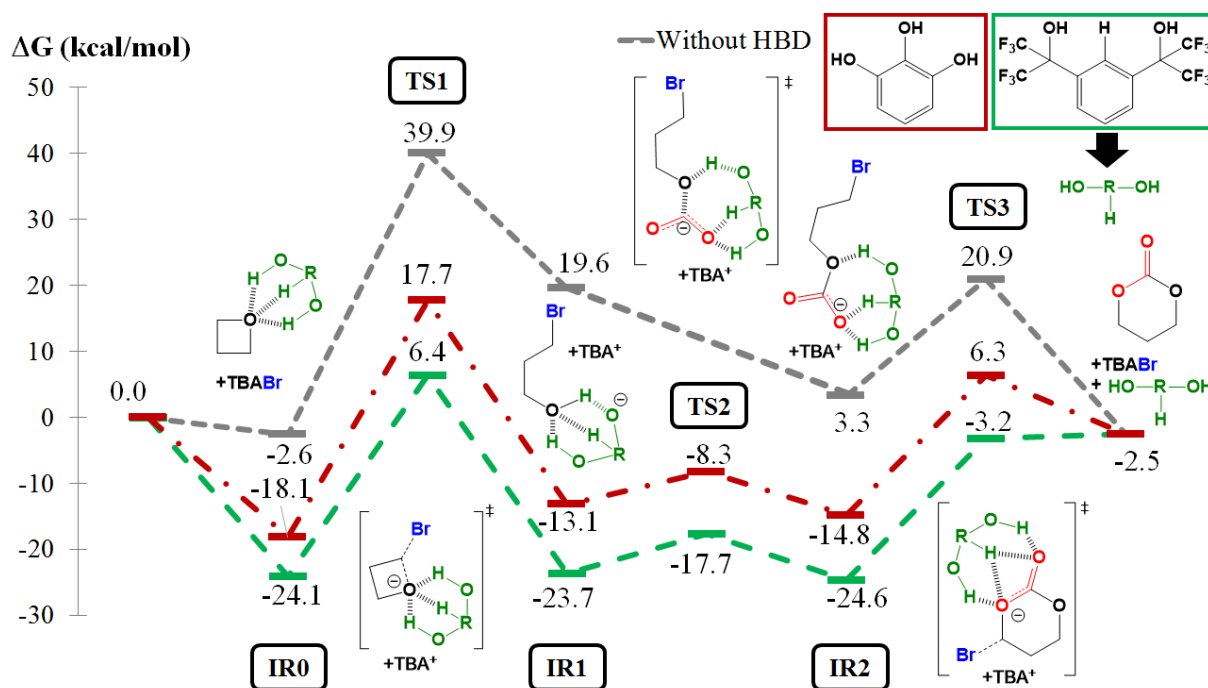 ΔG (kcal/mol)
50
40
30
20
10
0
-10
-20
-30
Without HBD
TS1
39.9
17.7
6.4
0.0
-2.6
-18.1
-24.1
IR0
19.6
-13.1
-23.7
IR1
TS2
-8.3
-17.7
3.3
-14.8
-24.6
IR2
TS3
20.9
6.3
-3.2
-2.5
H O R
H
H O
O
+TBABr
Br
⊖
O H O
H R
H O
+TBA⁺
‡
Br
+TBA⁺
O H O ⊖
H H
H O R
Br
O H O
H R
O ⊖ O H O
+TBA⁺
‡
Br
O H O
O ⊖ H R
O H O
+TBA⁺
OH
HO OH
OH H OH
F₃C CF₃
F₃C CF₃
HO R OH
H
O
O O
+TBABr
+
HO R OH
H
O H
R H O
O
H O ⊖ O
Br
+TBA⁺
‡